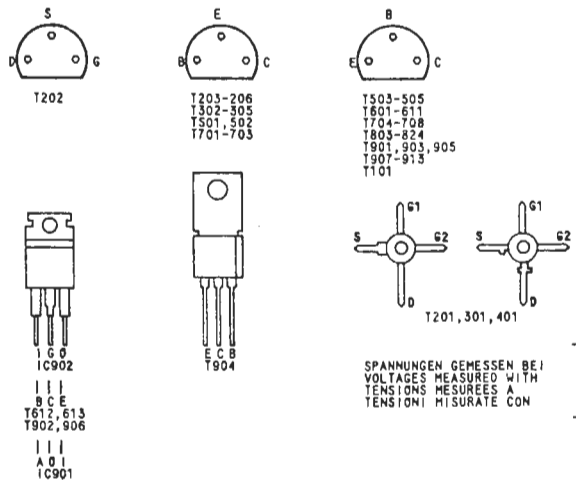 S
D G
T202
E
B C
T203-206
T302-305
T501,502
T701-703
B
E C
T503-505
T601-611
T704-708
T803-824
T901,903,905
T907-913
T101
I G O
IC902
B C E
T612,613
T902,906
A O I
IC901
E C B
T904
G1
S G2
D
G1
S G2
D
T201,301,401
SPANNUNGEN GEMESSEN BEI
VOLTAGES MEASURED WITH
TENSIONS MESUREES A
TENSIONI MISURATE CON